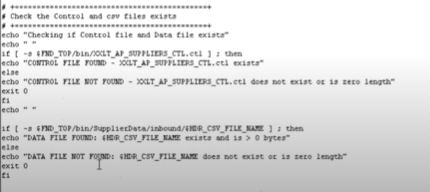 # +++++++++++++++++++++++++++++++++++++++++++
# Check the Control and csv files exists
# +++++++++++++++++++++++++++++++++++++++++++
echo "Checking if Control file and Data file exists"
echo " "
if [ -s $FND_TOP/bin/XXLT_AP_SUPPLIERS_CTL.ctl ] ; then
echo "CONTROL FILE FOUND - XXLT_AP_SUPPLIERS_CTL.ctl exists"
else
echo "CONTROL FILE NOT FOUND - XXLT_AP_SUPPLIERS_CTL.ctl does not exist or is zero length"
exit 0
fi
echo " "
if [ -s $FND_TOP/bin/SupplierData/inbound/$HDR_CSV_FILE_NAME ] ; then
echo "DATA FILE FOUND: $HDR_CSV_FILE_NAME exists and is > 0 bytes"
else
echo "DATA FILE NOT FOUND: $HDR_CSV_FILE_NAME does not exist or is zero length"
exit 0
fi